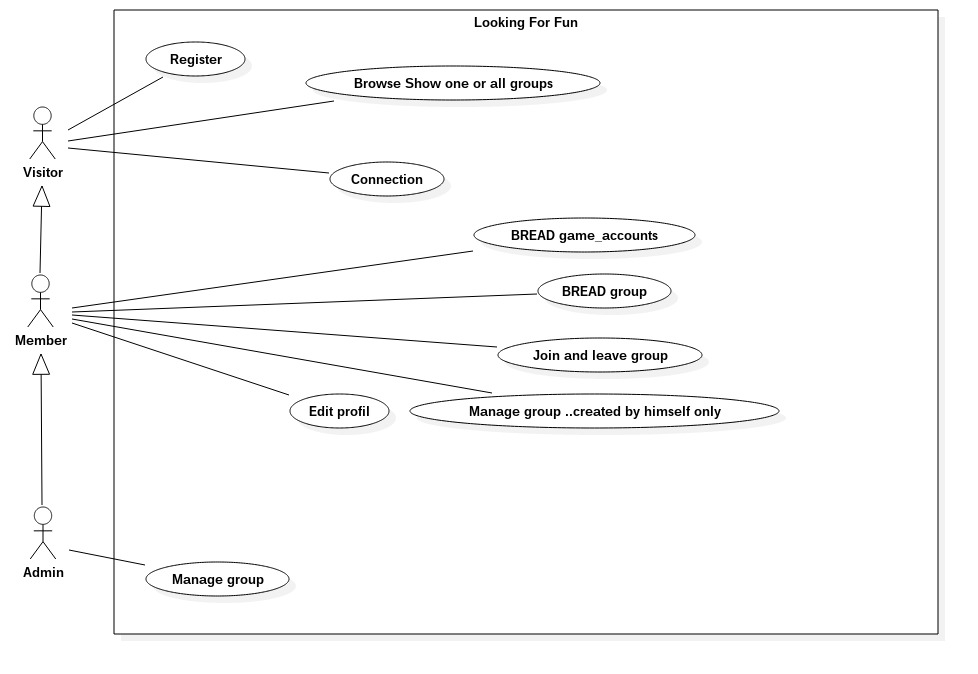 Looking For Fun
Register
Browse Show one or all groups
Visitor
Connection
BREAD game_accounts
BREAD group
Member
Join and leave group
Edit profil
Manage group ..created by himself only
Admin
Manage group